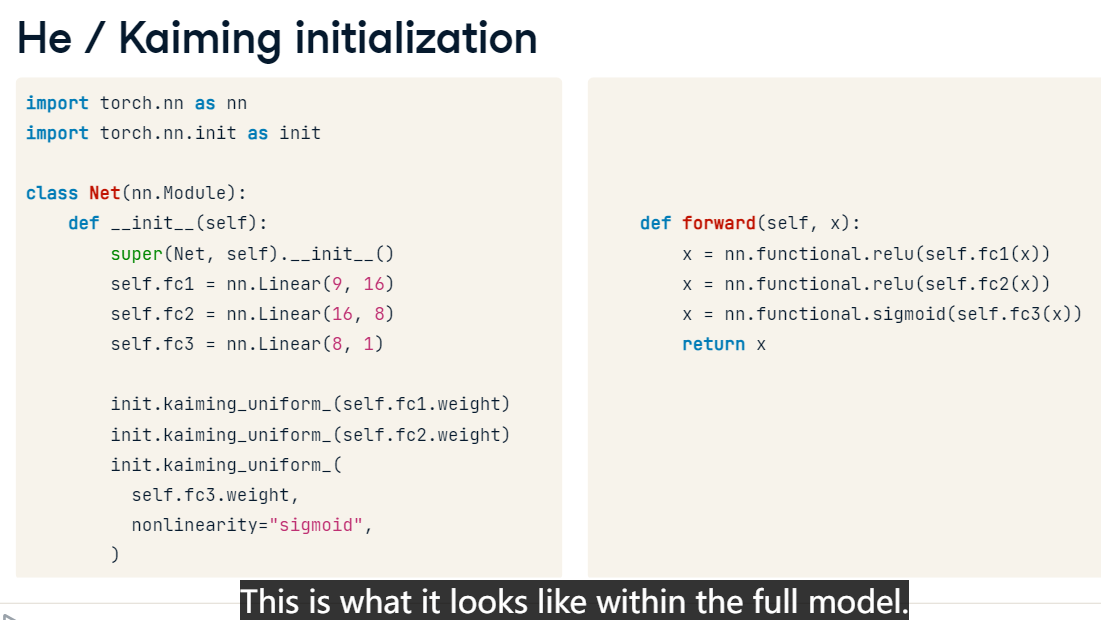 He / Kaiming initialization
import torch.nn as nn
import torch.nn.init as init
class Net(nn.Module):
    def __init__(self):
        super(Net, self).__init__()
        self.fc1 = nn.Linear(9, 16)
        self.fc2 = nn.Linear(16, 8)
        self.fc3 = nn.Linear(8, 1)
        init.kaiming_uniform_(self.fc1.weight)
        init.kaiming_uniform_(self.fc2.weight)
        init.kaiming_uniform_(
          self.fc3.weight,
          nonlinearity="sigmoid",
        )
    def forward(self, x):
        x = nn.functional.relu(self.fc1(x))
        x = nn.functional.relu(self.fc2(x))
        x = nn.functional.sigmoid(self.fc3(x))
        return x
This is what it looks like within the full model.